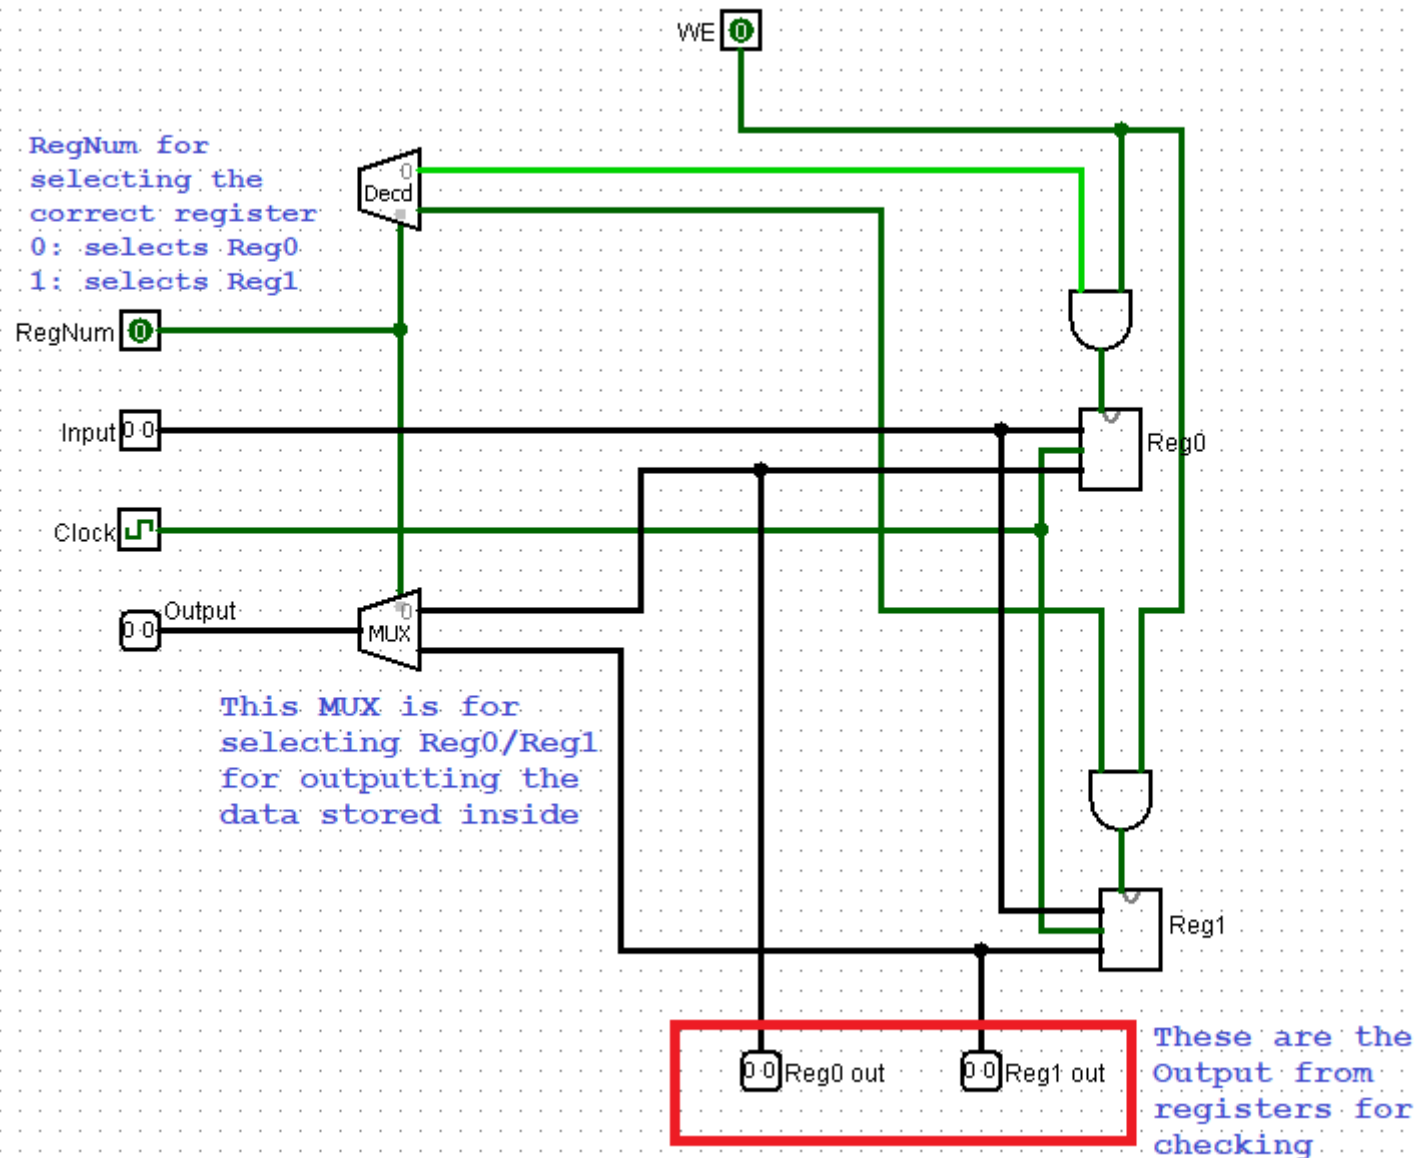 WE 0
RegNum for
selecting the
correct register
0: selects Reg0
1: selects Reg1
0
Decd
RegNum 0
Input 0 0
Reg0
Clock
Output
0 0
0
MUX
This MUX is for
selecting Reg0/Reg1
for outputting the
data stored inside
Reg1
0 0 Reg0 out
0 0 Reg1 out
These are the
Output from
registers for
checking